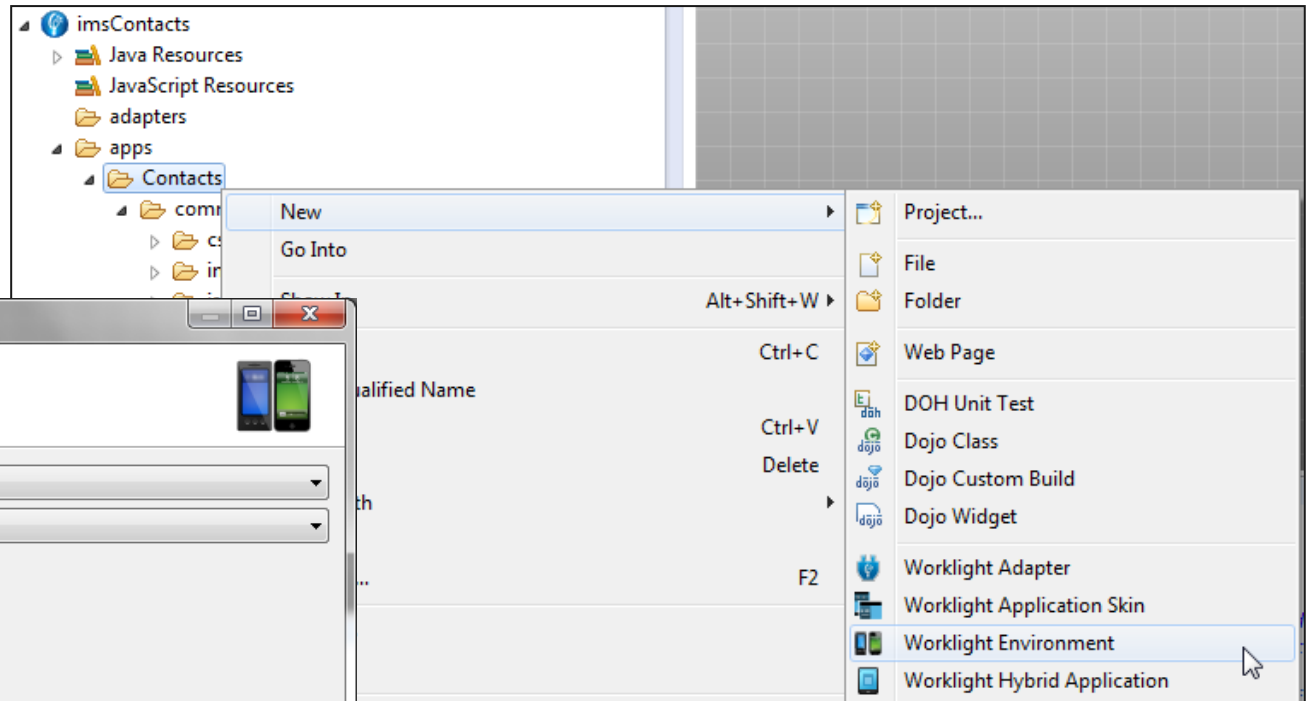 imsContacts
Java Resources
JavaScript Resources
adapters
apps
Contacts
New
Go Into
Alt+Shift+W
Ctrl+C
Name
Ctrl+V
Delete
...
F2
Project...
File
Folder
Web Page
DOH Unit Test
Dojo Class
Dojo Custom Build
Dojo Widget
Worklight Adapter
Worklight Application Skin
Worklight Environment
Worklight Hybrid Application